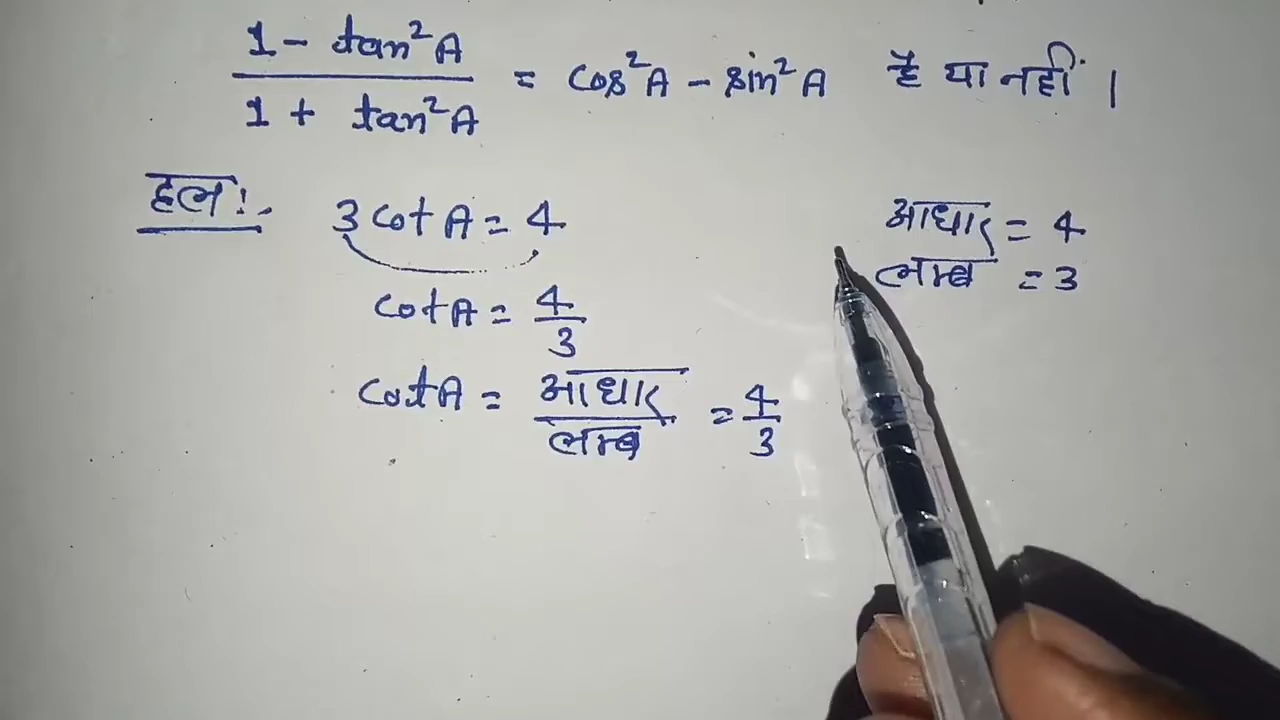 1 - tan²A
1 + tan²A
= cos²A - sin²A है या नहीं।
हल:-
3 cot A = 4
cot A = 4/3
cot A = आधार/लम्ब = 4/3
आधार = 4
लम्ब = 3